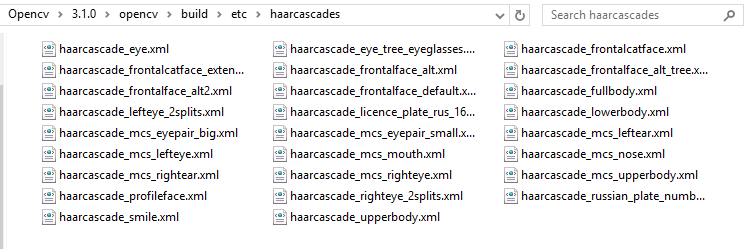 Opencv > 3.1.0 > opencv > build > etc > haarcascades
Search haarcascades
haarcascade_eye.xml haarcascade_eye_tree_eyeglasses.... haarcascade_frontalcatface.xml
haarcascade_frontalcatface_exten... haarcascade_frontalface_alt.xml haarcascade_frontalface_alt_tree.x...
haarcascade_frontalface_alt2.xml haarcascade_frontalface_default.x... haarcascade_fullbody.xml
haarcascade_lefteye_2splits.xml haarcascade_licence_plate_rus_16... haarcascade_lowerbody.xml
haarcascade_mcs_eyepair_big.xml haarcascade_mcs_eyepair_small.x... haarcascade_mcs_leftear.xml
haarcascade_mcs_lefteye.xml haarcascade_mcs_mouth.xml haarcascade_mcs_nose.xml
haarcascade_mcs_rightear.xml haarcascade_mcs_righteye.xml haarcascade_mcs_upperbody.xml
haarcascade_profileface.xml haarcascade_righteye_2splits.xml haarcascade_russian_plate_numb...
haarcascade_smile.xml haarcascade_upperbody.xml